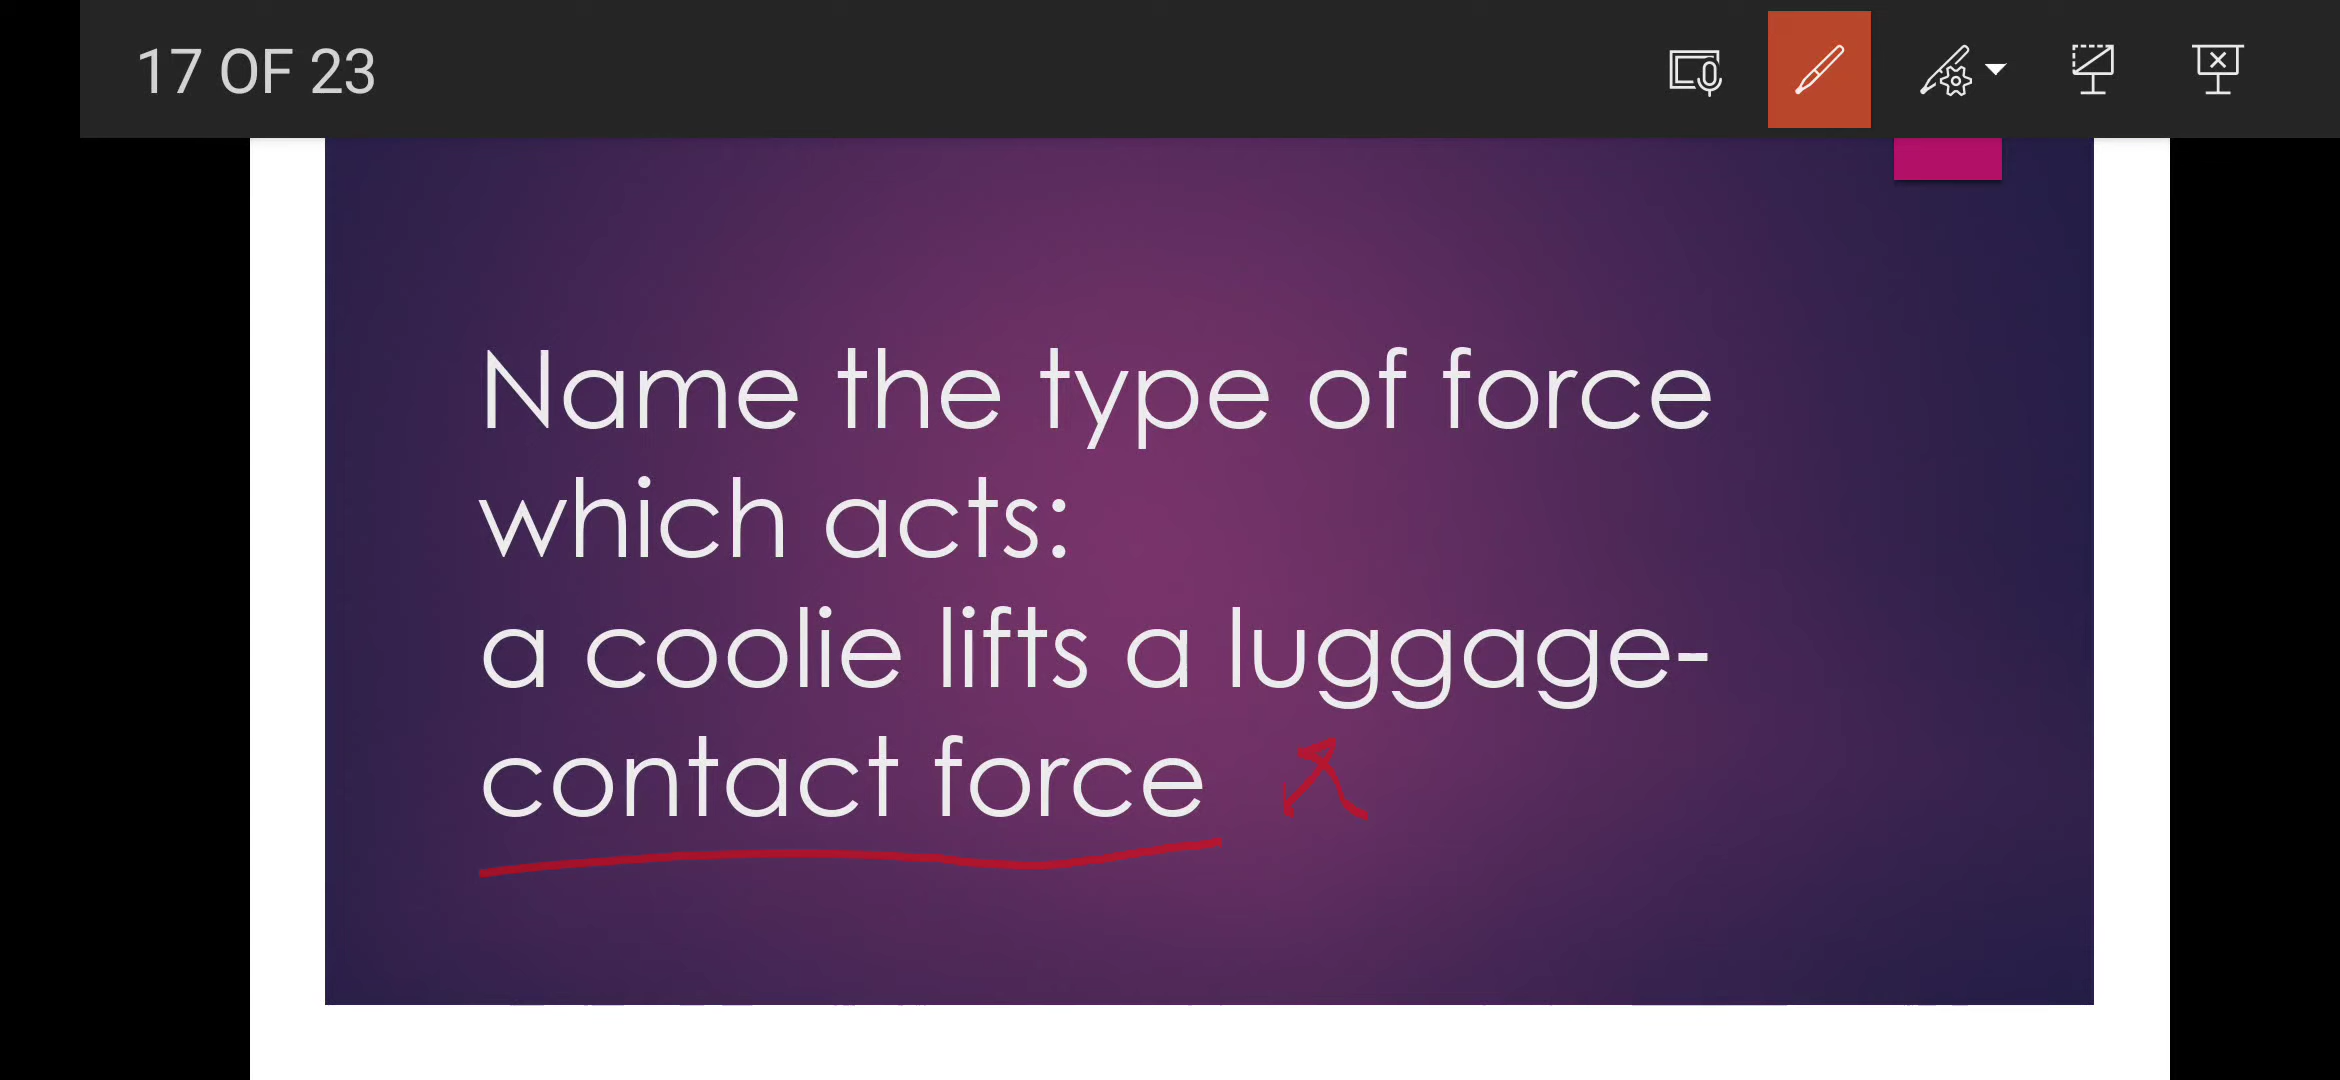 17 OF 23
Name the type of force
which acts:
a coolie lifts a luggage-
contact force